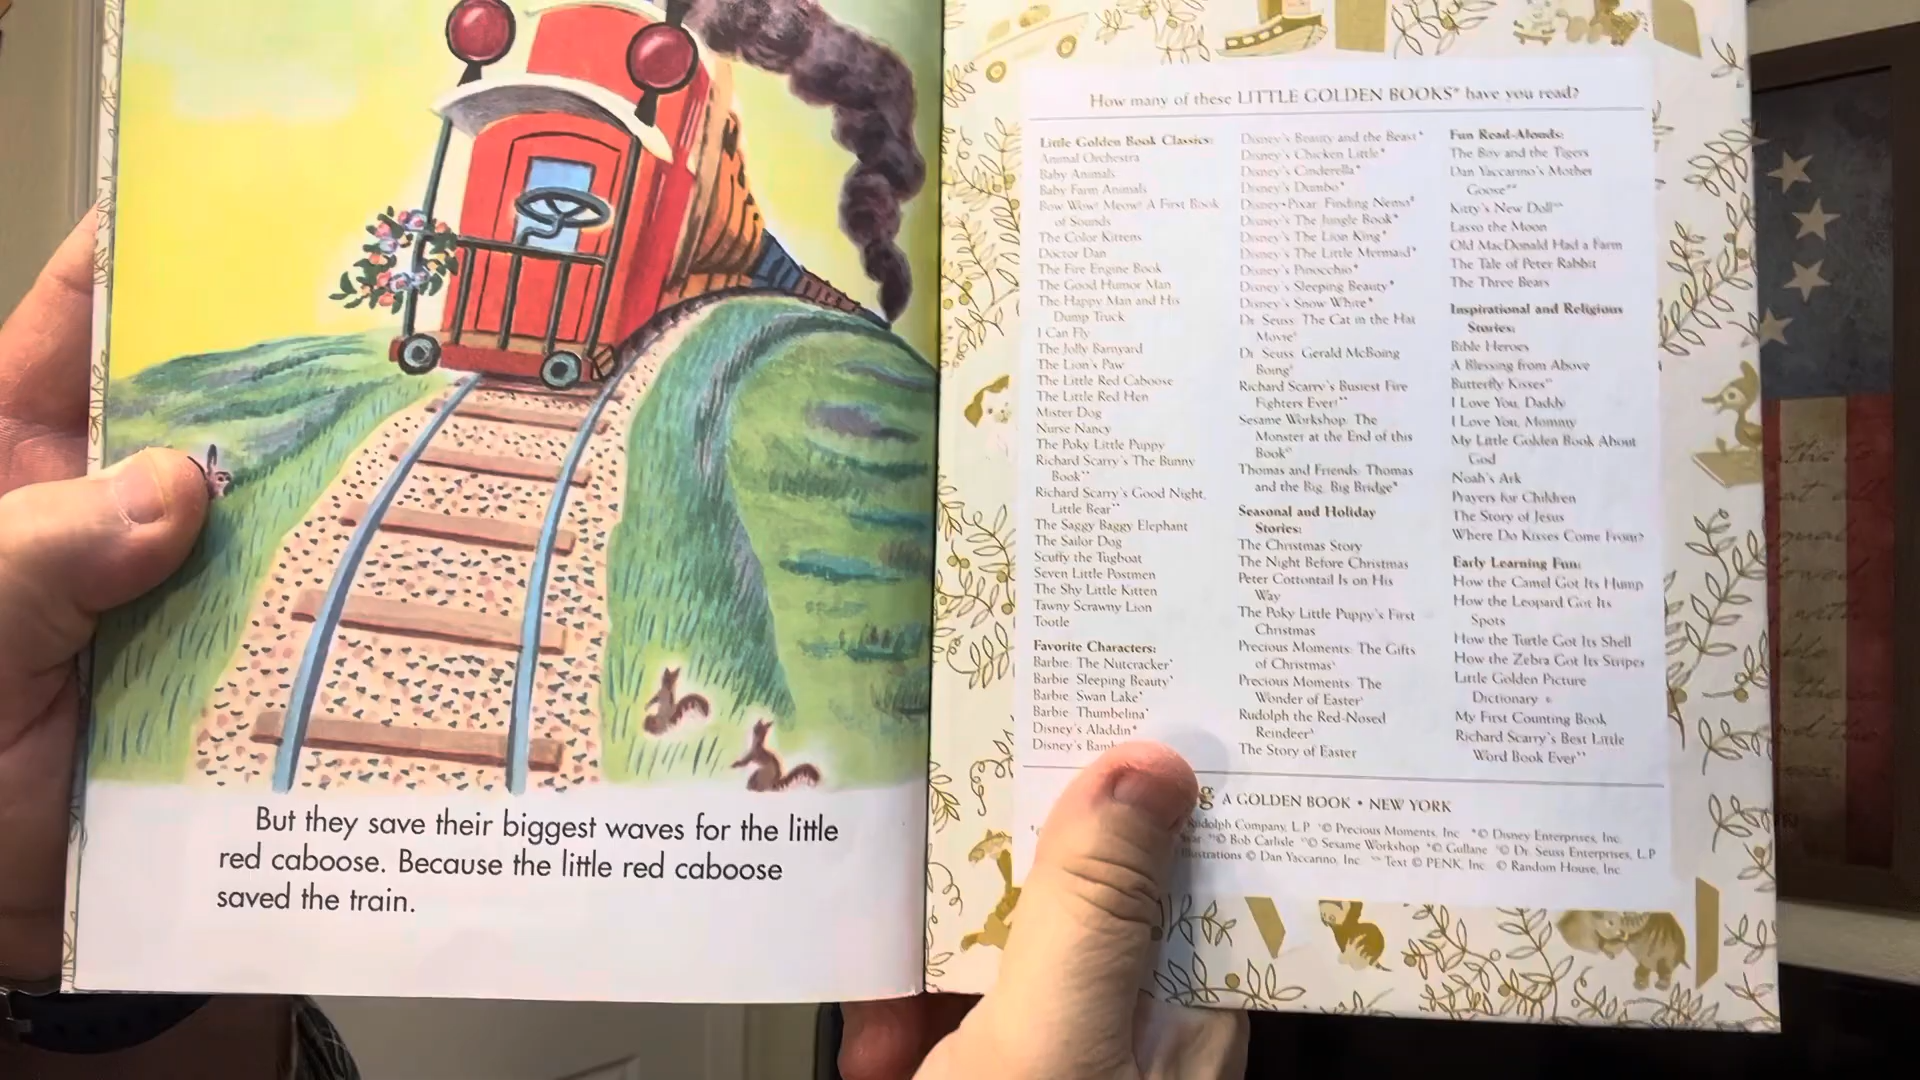 But they save their biggest waves for the little
red caboose. Because the little red caboose
saved the train.
How many of these LITTLE GOLDEN BOOKS® have you read?
Little Golden Book Classics:
Animal Orchestra
Baby Animals
Baby Farm Animals
Bow Wow! Meow! A First Book
of Sounds
The Color Kittens
Doctor Dan
The Fire Engine Book
The Good Humor Man
The Happy Man and His
Dump Truck
I Can Fly
The Jolly Barnyard
The Lion's Paw
The Little Red Caboose
The Little Red Hen
Mister Dog
Nurse Nancy
The Poky Little Puppy
Richard Scarry's The Bunny
Book**
Richard Scarry's Good Night,
Little Bear**
The Saggy Baggy Elephant
The Sailor Dog
Scuffy the Tugboat
Seven Little Postmen
The Shy Little Kitten
Tawny Scrawny Lion
Tootle
Favorite Characters:
Barbie: The Nutcracker*
Barbie: Sleeping Beauty*
Barbie: Swan Lake*
Barbie: Thumbelina*
Disney's Aladdin*
Disney's
Disney's Beauty and the Beast*
Disney's Chicken Little*
Disney's Cinderella*
Disney's Dumbo*
Disney•Pixar: Finding Nemo*
Disney's The Jungle Book*
Disney's The Lion King*
Disney's The Little Mermaid*
Disney's Pinocchio*
Disney's Sleeping Beauty*
Disney's Snow White*
Dr. Seuss: The Cat in the Hat
Movie
Dr. Seuss: Gerald McBoing
Boing
Richard Scarry's Busiest Fire
Fighters Ever!**
Sesame Workshop: The
Monster at the End of this
Book
Thomas and Friends: Thomas
and the Big, Big Bridge
Seasonal and Holiday
Stories:
The Christmas Story
The Night Before Christmas
Peter Cottontail Is on His
Way
The Poky Little Puppy's First
Christmas
Precious Moments: The Gifts
of Christmas
Precious Moments: The
Wonder of Easter
Rudolph the Red-Nosed
Reindeer
The Story of Easter
Fun Read-Alouds:
The Boy and the Tigers
Dan Yaccarino's Mother
Goose
Kitty's New Doll
Lasso the Moon
Old MacDonald Had a Farm
The Tale of Peter Rabbit
The Three Bears
Inspirational and Religious
Stories:
Bible Heroes
A Blessing from Above
Butterfly Kisses
I Love You, Daddy
I Love You, Mommy
My Little Golden Book About
God
Noah's Ark
Prayers for Children
The Story of Jesus
Where Do Kisses Come From?
Early Learning Fun:
How the Camel Got Its Hump
How the Leopard Got Its
Spots
How the Turtle Got Its Shell
How the Zebra Got Its Stripes
Little Golden Picture
Dictionary
My First Counting Book
Richard Scarry's Best Little
Word Book Ever**
A GOLDEN BOOK • NEW YORK
Rudolph Company, L.P. © Precious Moments, Inc. *© Disney Enterprises, Inc.
© Bob Carlisle © Sesame Workshop © Gullane © Dr. Seuss Enterprises, L.P.
Illustrations © Dan Yaccarino, Inc. Text © PENK, Inc. © Random House, Inc.